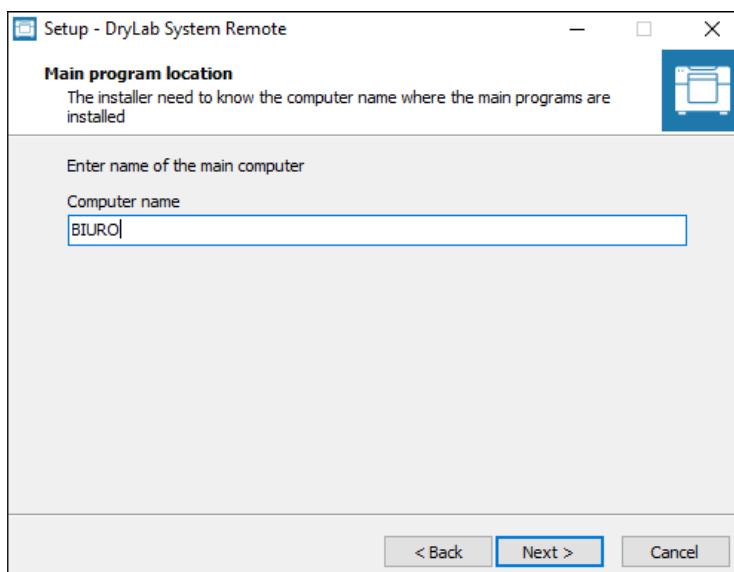 Setup - DryLab System Remote
Main program location
The installer need to know the computer name where the main programs are
installed
Enter name of the main computer
Computer name
BIURO
< Back Next > Cancel